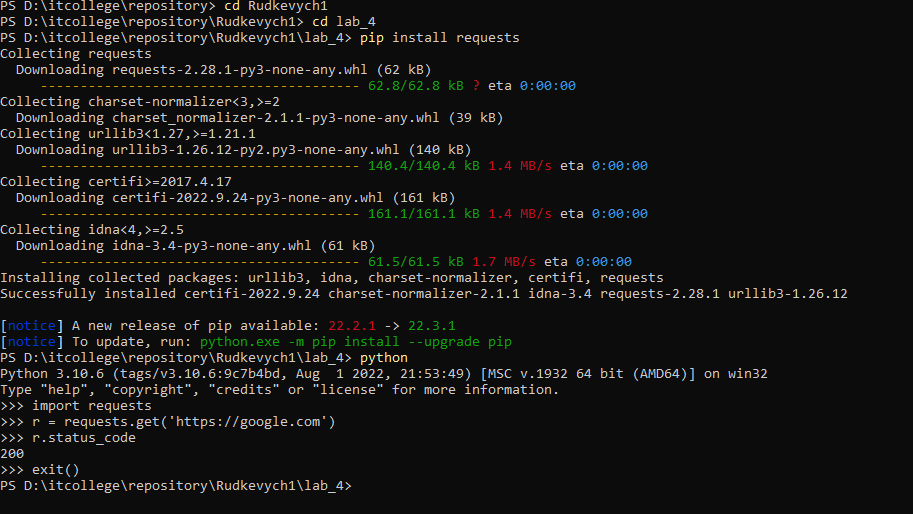 PS D:\itcollege\repository> cd Rudkevych1
PS D:\itcollege\repository\Rudkevych1> cd lab_4
PS D:\itcollege\repository\Rudkevych1\lab_4> pip install requests
Collecting requests
  Downloading requests-2.28.1-py3-none-any.whl (62 kB)
     ---------------------------------------- 62.8/62.8 kB ? eta 0:00:00
Collecting charset-normalizer<3,>=2
  Downloading charset_normalizer-2.1.1-py3-none-any.whl (39 kB)
Collecting urllib3<1.27,>=1.21.1
  Downloading urllib3-1.26.12-py2.py3-none-any.whl (140 kB)
     ---------------------------------------- 140.4/140.4 kB 1.4 MB/s eta 0:00:00
Collecting certifi>=2017.4.17
  Downloading certifi-2022.9.24-py3-none-any.whl (161 kB)
     ---------------------------------------- 161.1/161.1 kB 1.4 MB/s eta 0:00:00
Collecting idna<4,>=2.5
  Downloading idna-3.4-py3-none-any.whl (61 kB)
     ---------------------------------------- 61.5/61.5 kB 1.7 MB/s eta 0:00:00
Installing collected packages: urllib3, idna, charset-normalizer, certifi, requests
Successfully installed certifi-2022.9.24 charset-normalizer-2.1.1 idna-3.4 requests-2.28.1 urllib3-1.26.12

[notice] A new release of pip available: 22.2.1 -> 22.3.1
[notice] To update, run: python.exe -m pip install --upgrade pip
PS D:\itcollege\repository\Rudkevych1\lab_4> python
Python 3.10.6 (tags/v3.10.6:9c7b4bd, Aug  1 2022, 21:53:49) [MSC v.1932 64 bit (AMD64)] on win32
Type "help", "copyright", "credits" or "license" for more information.
>>> import requests
>>> r = requests.get('https://google.com')
>>> r.status_code
200
>>> exit()
PS D:\itcollege\repository\Rudkevych1\lab_4>